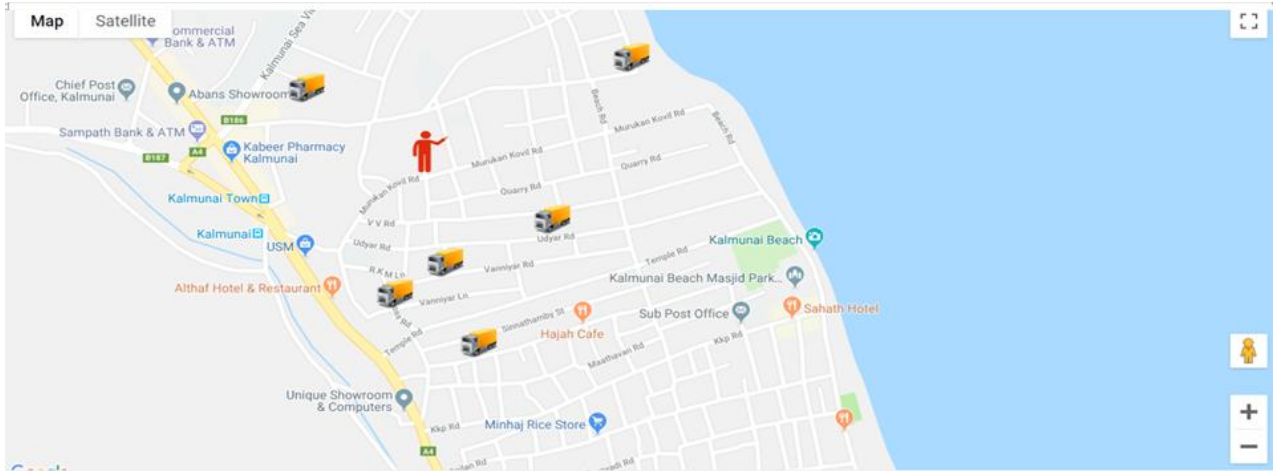 Map
Satellite
Commercial
Bank & ATM
Kalmunai Sea
Chief Post
Office, Kalmunai
Abans Showroom
B186
Sampath Bank & ATM
A4
B187
Kabeer Pharmacy
Kalmunai
Beach Rd
Beach Rd
Murukan Kovil Rd
Murukan Kovil Rd
Murukan Kovil Rd
Quarry Rd
Quarry Rd
Kalmunai Town
V V Rd
Kalmunai
USM
Udyar Rd
Udyar Rd
Kalmunai Beach
Temple Rd
R K M Ln
Vanniyar Rd
Kalmunai Beach Masjid Park...
Althaf Hotel & Restaurant
Vanniyar Ln
Sinnathamby St
Hajah Cafe
Sub Post Office
Sahath Hotel
Temple Rd
Kkp Rd
Maathavan Rd
Unique Showroom
& Computers
Minhaj Rice Store
Kkp Rd
A4
Google